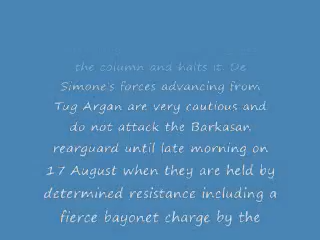 the column and halts it. De
Simone's forces advancing from
Tug Argan are very cautious and
do not attack the Barkasan
rearguard until late morning on
17 August when they are held by
determined resistance including a
fierce bayonet charge by the